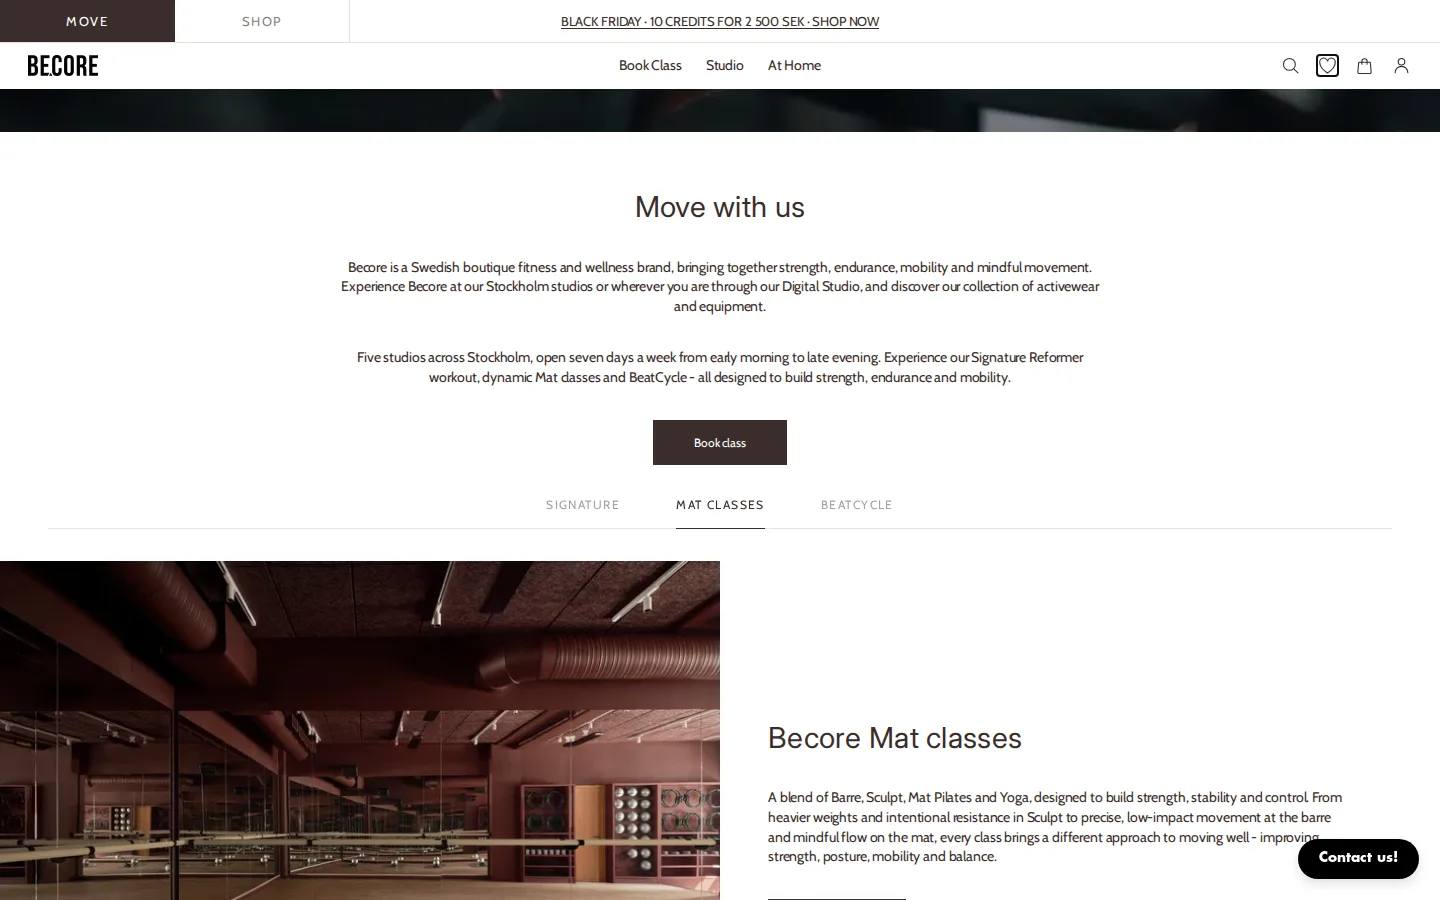 MOVE
SHOP
BLACK FRIDAY · 10 CREDITS FOR 2 500 SEK · SHOP NOW
BECORE
Book Class
Studio
At Home
Move with us
Becore is a Swedish boutique fitness and wellness brand, bringing together strength, endurance, mobility and mindful movement.
Experience Becore at our Stockholm studios or wherever you are through our Digital Studio, and discover our collection of activewear
and equipment.
Five studios across Stockholm, open seven days a week from early morning to late evening. Experience our Signature Reformer
workout, dynamic Mat classes and BeatCycle - all designed to build strength, endurance and mobility.
Book class
SIGNATURE
MAT CLASSES
BEATCYCLE
Becore Mat classes
A blend of Barre, Sculpt, Mat Pilates and Yoga, designed to build strength, stability and control. From
heavier weights and intentional resistance in Sculpt to precise, low-impact movement at the barre
and mindful flow on the mat, every class brings a different approach to moving well - improving
strength, posture, mobility and balance.
Contact us!